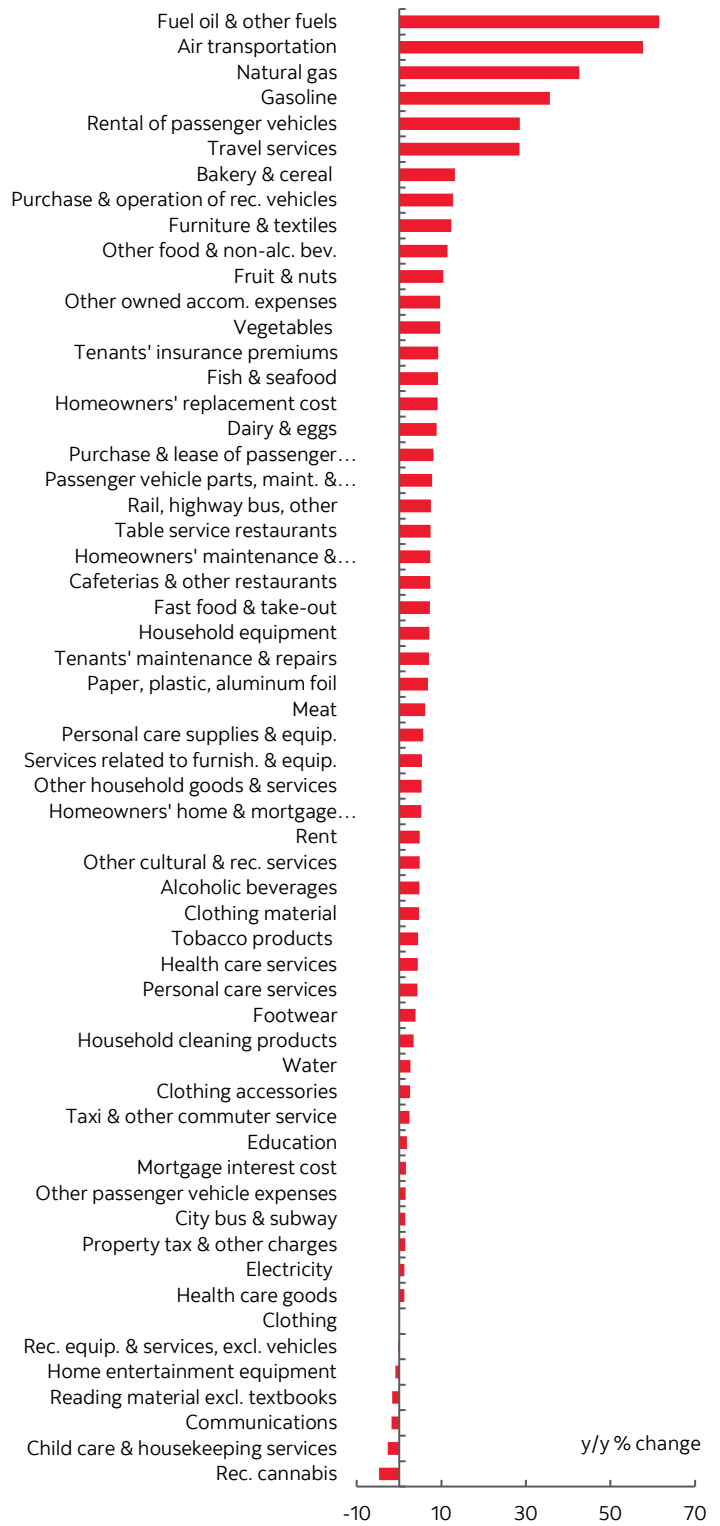 Fuel oil & other fuels
Air transportation
Natural gas
Gasoline
Rental of passenger vehicles
Travel services
Bakery & cereal
Purchase & operation of rec. vehicles
Furniture & textiles
Other food & non-alc. bev.
Fruit & nuts
Other owned accom. expenses
Vegetables
Tenants' insurance premiums
Fish & seafood
Homeowners' replacement cost
Dairy & eggs
Purchase & lease of passenger…
Passenger vehicle parts, maint. &…
Rail, highway bus, other
Table service restaurants
Homeowners' maintenance &…
Cafeterias & other restaurants
Fast food & take-out
Household equipment
Tenants' maintenance & repairs
Paper, plastic, aluminum foil
Meat
Personal care supplies & equip.
Services related to furnish. & equip.
Other household goods & services
Homeowners' home & mortgage…
Rent
Other cultural & rec. services
Alcoholic beverages
Clothing material
Tobacco products
Health care services
Personal care services
Footwear
Household cleaning products
Water
Clothing accessories
Taxi & other commuter service
Education
Mortgage interest cost
Other passenger vehicle expenses
City bus & subway
Property tax & other charges
Electricity
Health care goods
Clothing
Rec. equip. & services, excl. vehicles
Home entertainment equipment
Reading material excl. textbooks
Communications
Child care & housekeeping services
y/y % change
Rec. cannabis
-10 10 30 50 70